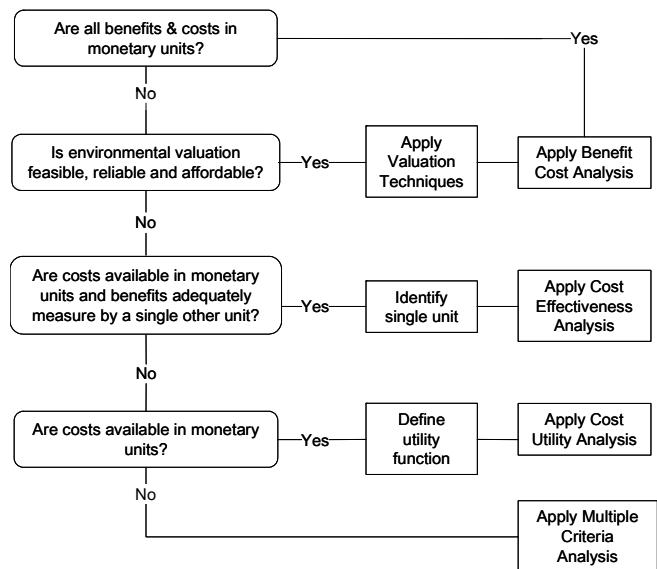 Are all benefits & costs in
monetary units?
Yes
No
Is environmental valuation
feasible, reliable and affordable?
Yes
Apply
Valuation
Techniques
Apply Benefit
Cost Analysis
No
Are costs available in monetary
units and benefits adequately
measure by a single other unit?
Yes
Identify
single unit
Apply Cost
Effectiveness
Analysis
No
Are costs available in monetary
units?
Yes
Define
utility
function
Apply Cost
Utility Analysis
No
Apply Multiple
Criteria
Analysis